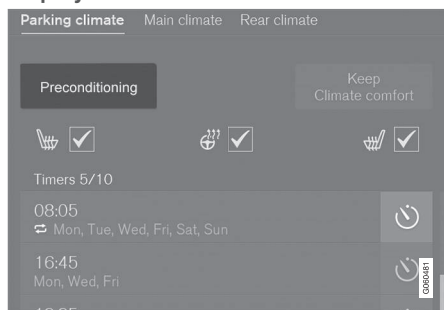 Parking climate Main climate Rear climate
Preconditioning
Keep
Climate comfort
Timers 5/10
08:05
Mon, Tue, Wed, Fri, Sat, Sun
16:45
Mon, Wed, Fri
G060481